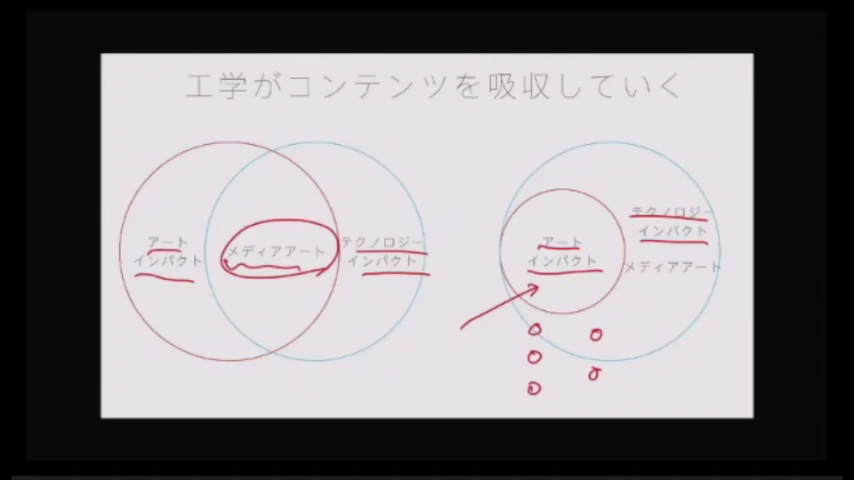 工学がコンテンツを吸収していく
アート
インパクト
メディアアート
テクノロジー
インパクト
アート
インパクト
テクノロジー
インパクト
メディアアート